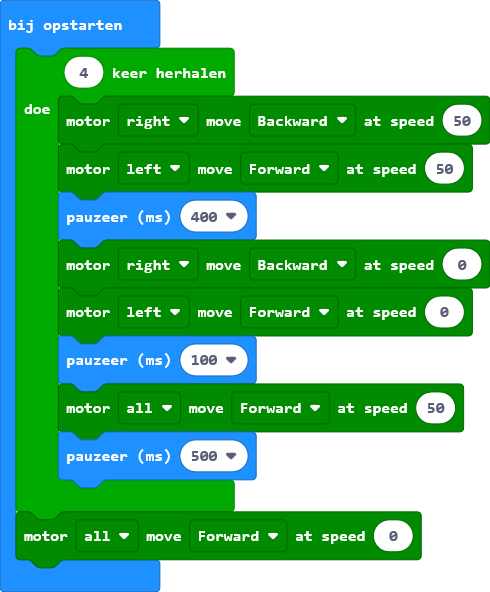 bij opstarten
4 keer herhalen
doe
motor right move Backward at speed 50
motor left move Forward at speed 50
pauzeer (ms) 400
motor right move Backward at speed 0
motor left move Forward at speed 0
pauzeer (ms) 100
motor all move Forward at speed 50
pauzeer (ms) 500
motor all move Forward at speed 0